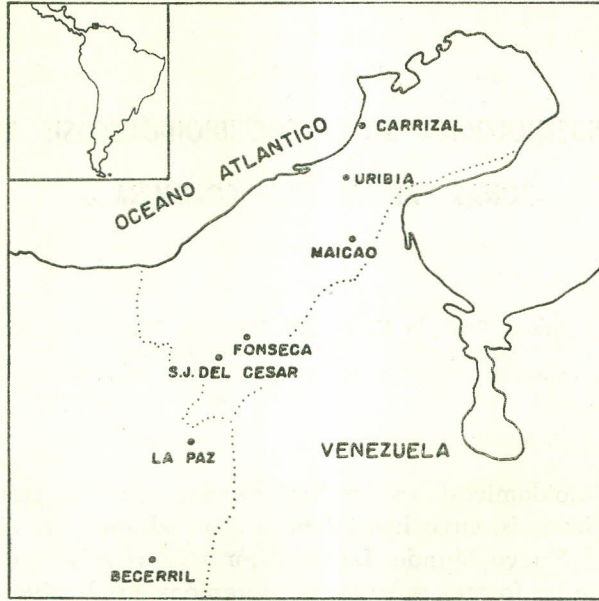 OCEANO ATLANTICO
CARRIZAL
URIBIA
MAICAO
FONSECA
S.J. DEL CESAR
LA PAZ
VENEZUELA
BECERRIL